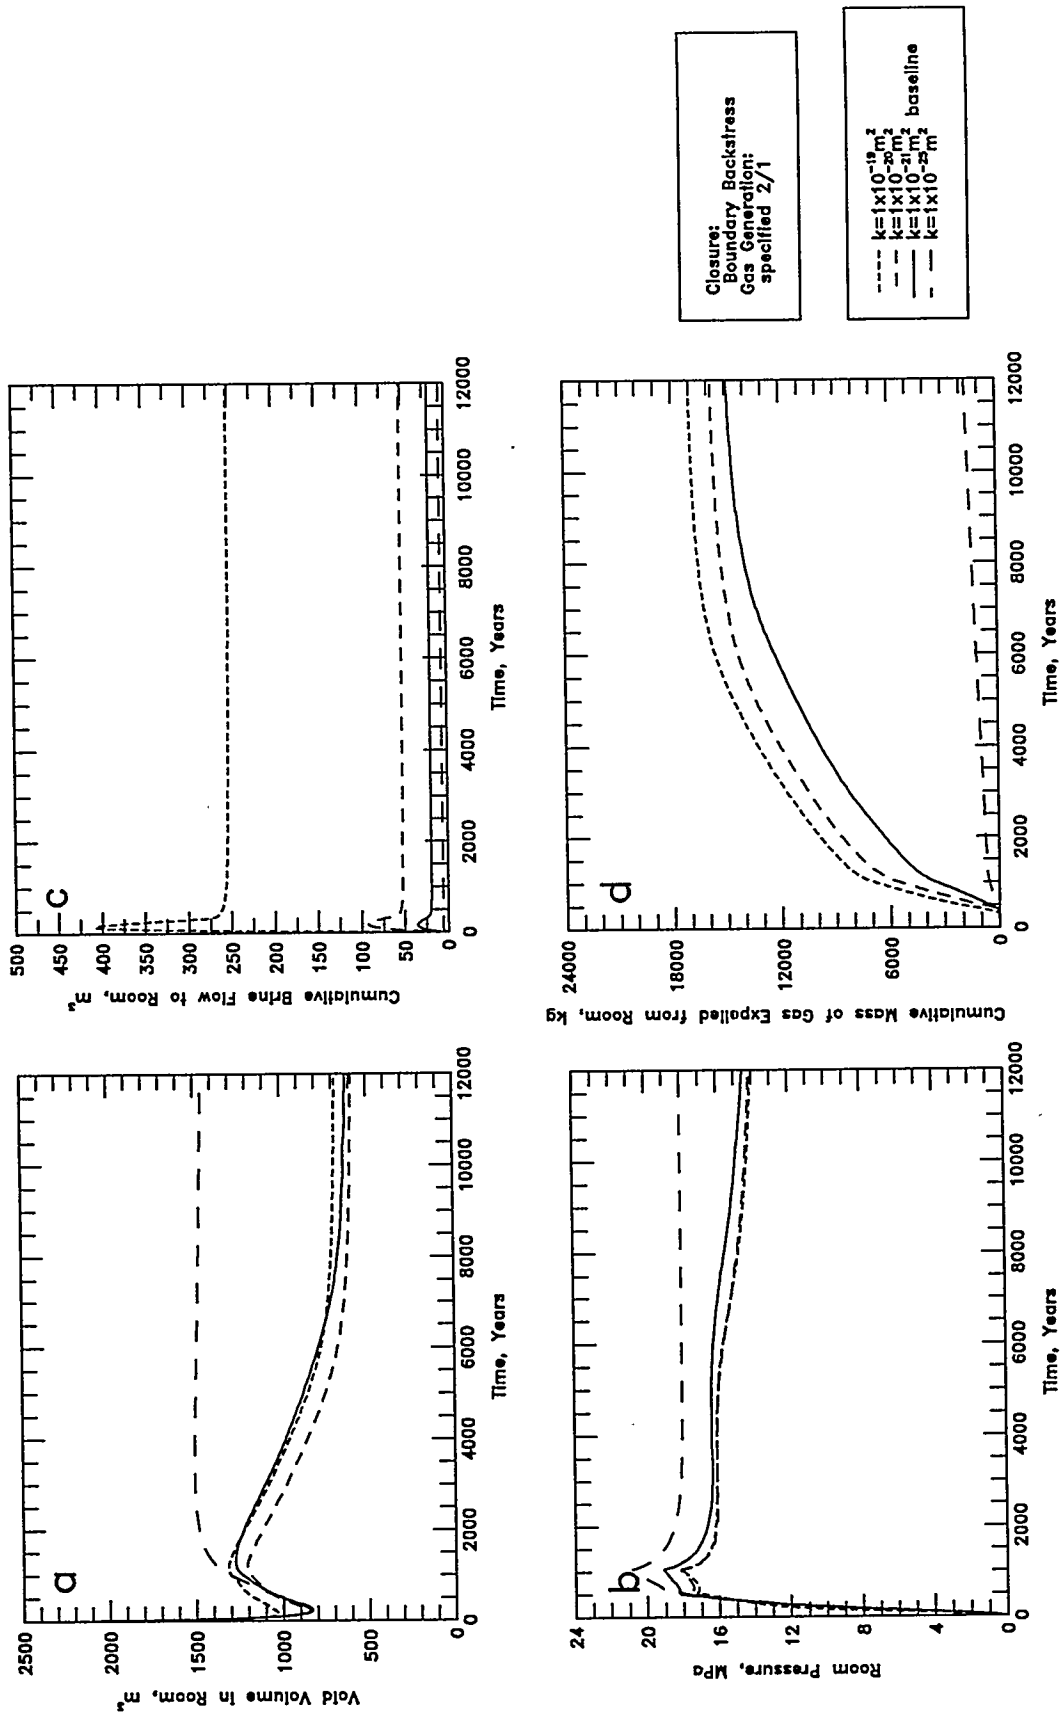 a
2500
2000
1500
1000
500
0
Void Volume in Room, m³
0
2000
4000
6000
8000
10000
12000
Time, Years
b
24
20
16
12
8
4
0
Room Pressure, MPa
0
2000
4000
6000
8000
10000
12000
Time, Years
c
500
450
400
350
300
250
200
150
100
50
0
Cumulative Brine Flow to Room, m³
0
2000
4000
6000
8000
10000
12000
Time, Years
d
24000
18000
12000
6000
0
Cumulative Mass of Gas Expelled from Room, kg
0
2000
4000
6000
8000
10000
12000
Time, Years
Closure:
Boundary Backstress
Gas Generation:
specified 2/1
k=1x10⁻¹⁹m²
k=1x10⁻²⁰m²
k=1x10⁻²¹m² baseline
k=1x10⁻²⁵m²